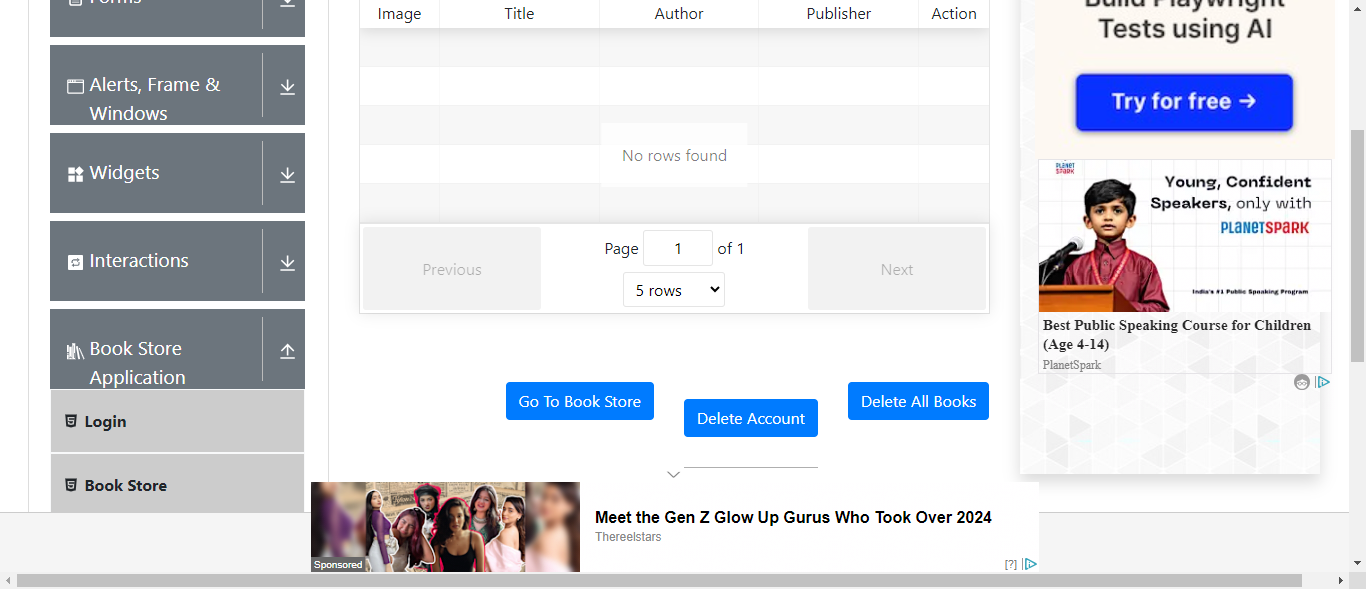 Forms
Alerts, Frame &
Windows
Widgets
Interactions
Book Store
Application
Login
Book Store
Image Title Author Publisher Action
No rows found
Previous
Page 1 of 1
5 rows
Next
Go To Book Store
Delete Account
Delete All Books
Build Playwright
Tests using AI
Try for free →
PLANET
SPARK
Young, Confident
Speakers, only with
PLANETSPARK
India's #1 Public Speaking Program
Best Public Speaking Course for Children
(Age 4-14)
PlanetSpark
Sponsored
Meet the Gen Z Glow Up Gurus Who Took Over 2024
Thereelstars
[?]